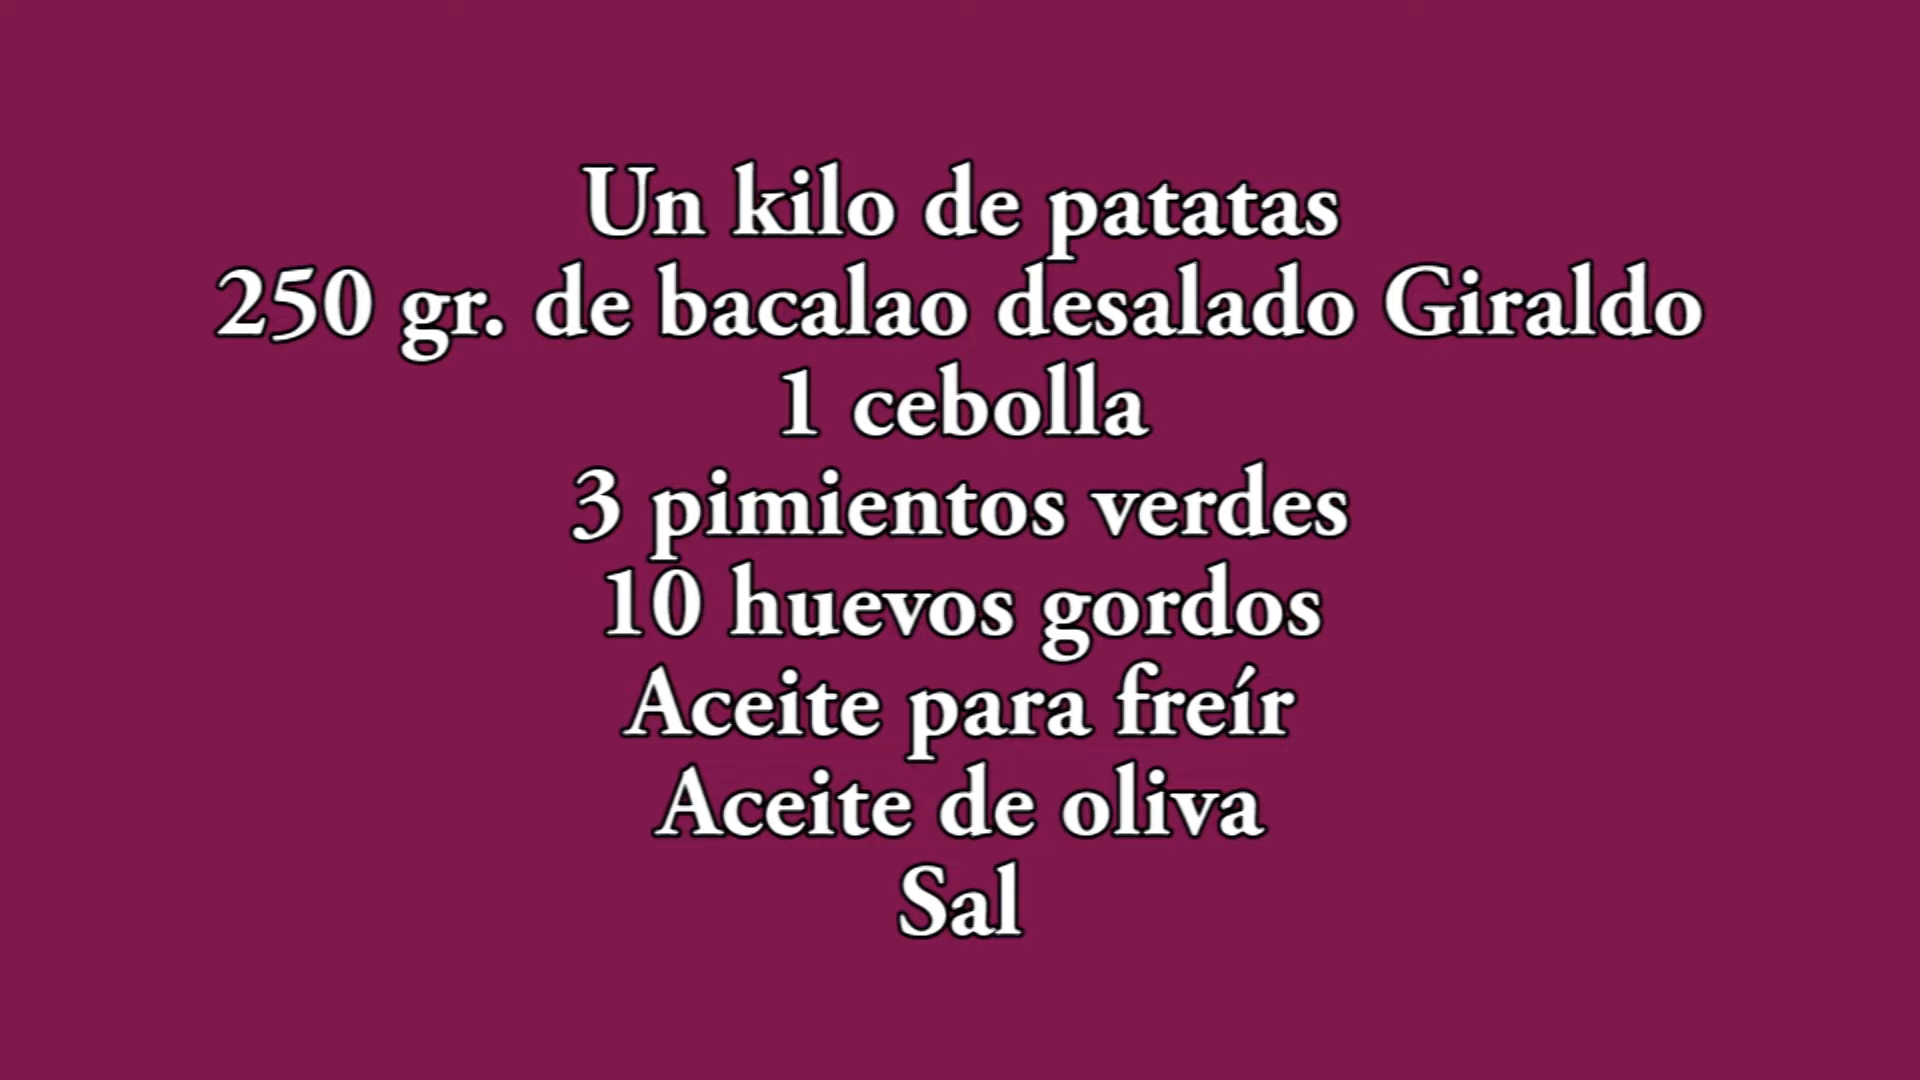 Un kilo de patatas
250 gr. de bacalao desalado Giraldo
1 cebolla
3 pimientos verdes
10 huevos gordos
Aceite para freír
Aceite de oliva
Sal